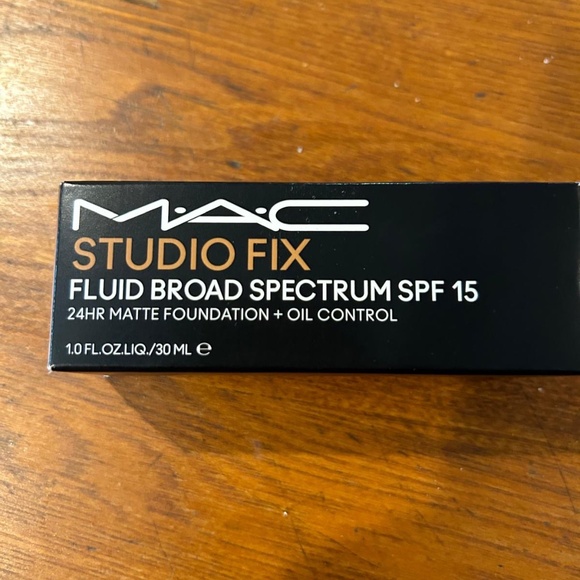 M·A·C
STUDIO FIX
FLUID BROAD SPECTRUM SPF 15
24HR MATTE FOUNDATION + OIL CONTROL
1.0 FL.OZ.LIQ./30 ML ℮